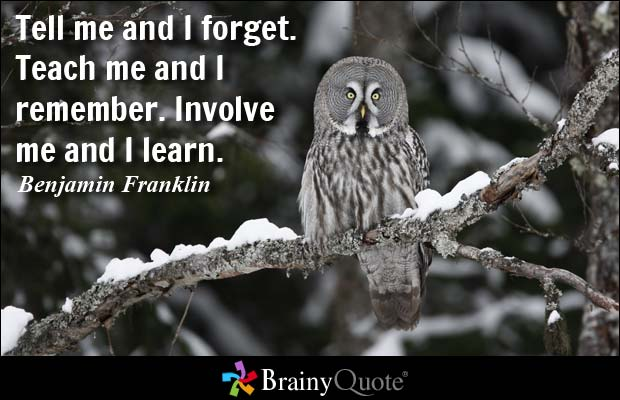 Tell me and I forget.
Teach me and I
remember. Involve
me and I learn.
Benjamin Franklin
BrainyQuote®